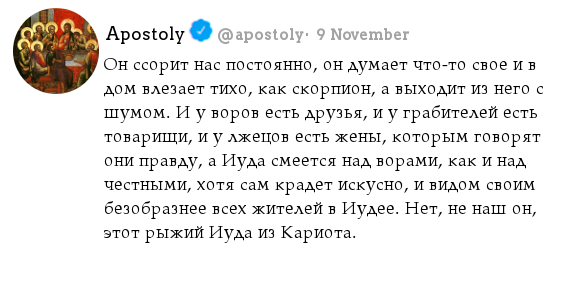 Apostoly @apostoly· 9 November
Он ссорит нас постоянно, он думает что-то свое и в
дом влезает тихо, как скорпион, а выходит из него с
шумом. И у воров есть друзья, и у грабителей есть
товарищи, и у лжецов есть жены, которым говорят
они правду, а Иуда смеется над ворами, как и над
честными, хотя сам крадет искусно, и видом своим
безобразнее всех жителей в Иудее. Нет, не наш он,
этот рыжий Иуда из Кариота.